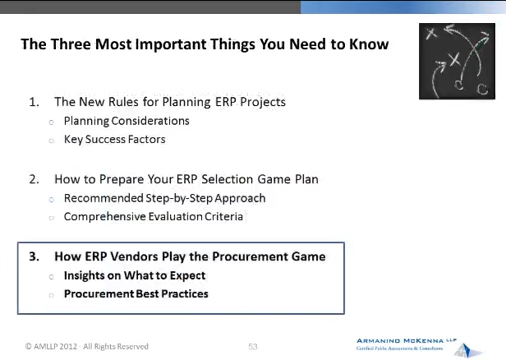 The Three Most Important Things You Need to Know
1. The New Rules for Planning ERP Projects
○ Planning Considerations
○ Key Success Factors
2. How to Prepare Your ERP Selection Game Plan
○ Recommended Step-by-Step Approach
○ Comprehensive Evaluation Criteria
3. How ERP Vendors Play the Procurement Game
○ Insights on What to Expect
○ Procurement Best Practices
© AMLLP 2012 · All Rights Reserved
53
ARMANINO MCKENNA LLP
Certified Public Accountants & Consultants